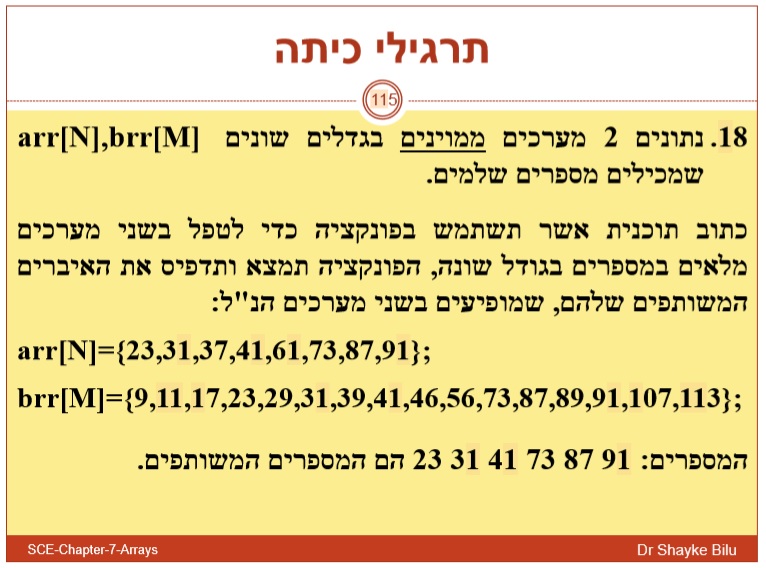 תרגילי כיתה
115
18. נתונים 2 מערכים ממוינים בגדלים שונים arr[N],brr[M]
שמכילים מספרים שלמים.
כתוב תוכנית אשר תשתמש בפונקציה כדי לטפל בשני מערכים
מלאים במספרים בגודל שונה, הפונקציה תמצא ותדפיס את האיברים
המשותפים שלהם, שמופיעים בשני מערכים הנ"ל:
arr[N]={23,31,37,41,61,73,87,91};
brr[M]={9,11,17,23,29,31,39,41,46,56,73,87,89,91,107,113};
המספרים: 23 31 41 73 87 91 הם המספרים המשותפים.
SCE-Chapter-7-Arrays
Dr Shayke Bilu